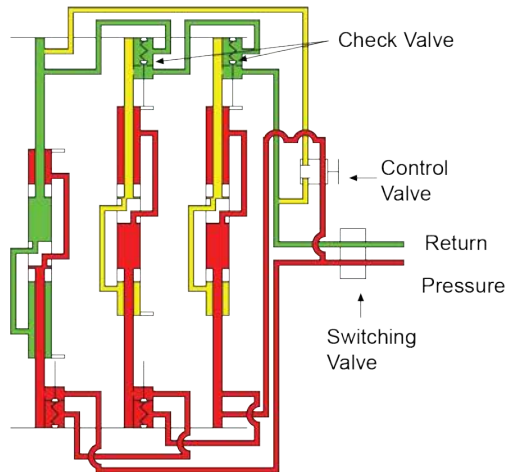 Check Valve
Control
Valve
Return
Pressure
Switching
Valve